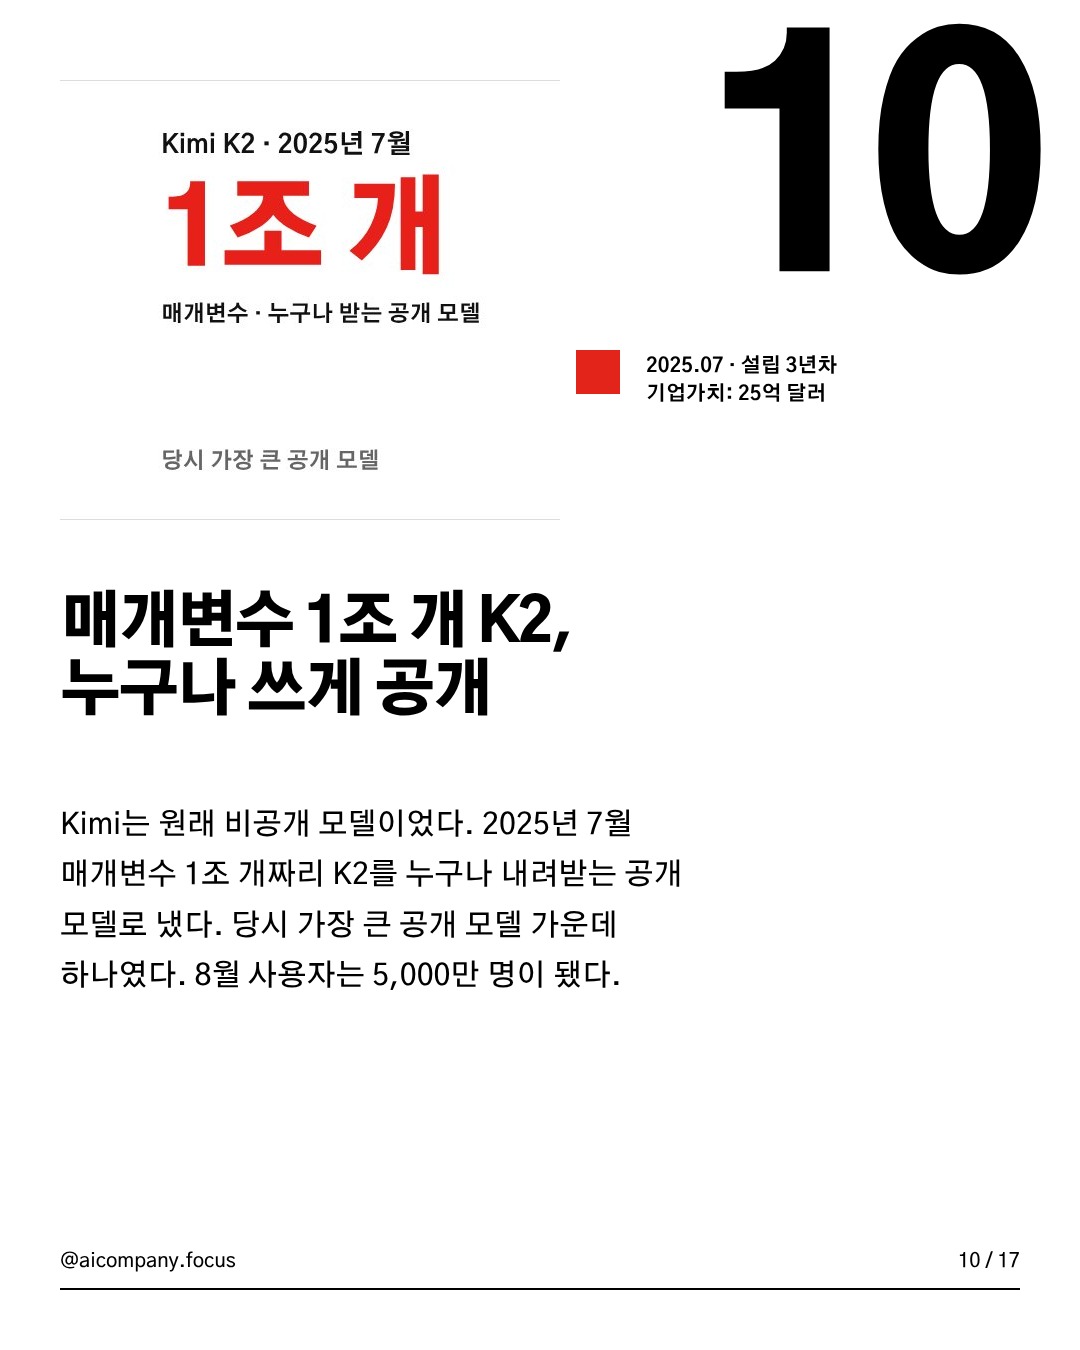 10
Kimi K2 · 2025년 7월
1조 개
매개변수 · 누구나 받는 공개 모델
2025.07 · 설립 3년차
기업가치: 25억 달러
당시 가장 큰 공개 모델
매개변수 1조 개 K2,
누구나 쓰게 공개
Kimi는 원래 비공개 모델이었다. 2025년 7월
매개변수 1조 개짜리 K2를 누구나 내려받는 공개
모델로 냈다. 당시 가장 큰 공개 모델 가운데
하나였다. 8월 사용자는 5,000만 명이 됐다.
@aicompany.focus
10 / 17